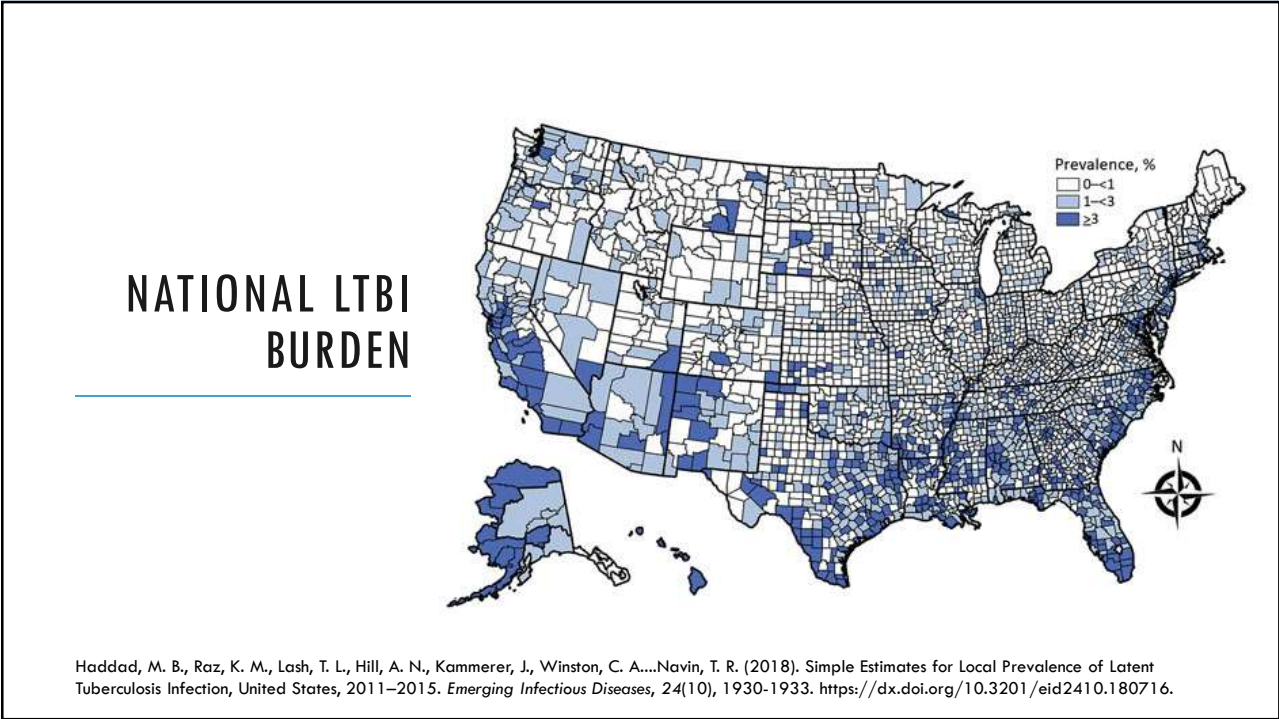 NATIONAL LTBI
BURDEN
Prevalence, %
0–<1
1–<3
≥3
N
Haddad, M. B., Raz, K. M., Lash, T. L., Hill, A. N., Kammerer, J., Winston, C. A....Navin, T. R. (2018). Simple Estimates for Local Prevalence of Latent
Tuberculosis Infection, United States, 2011–2015. Emerging Infectious Diseases, 24(10), 1930-1933. https://dx.doi.org/10.3201/eid2410.180716.